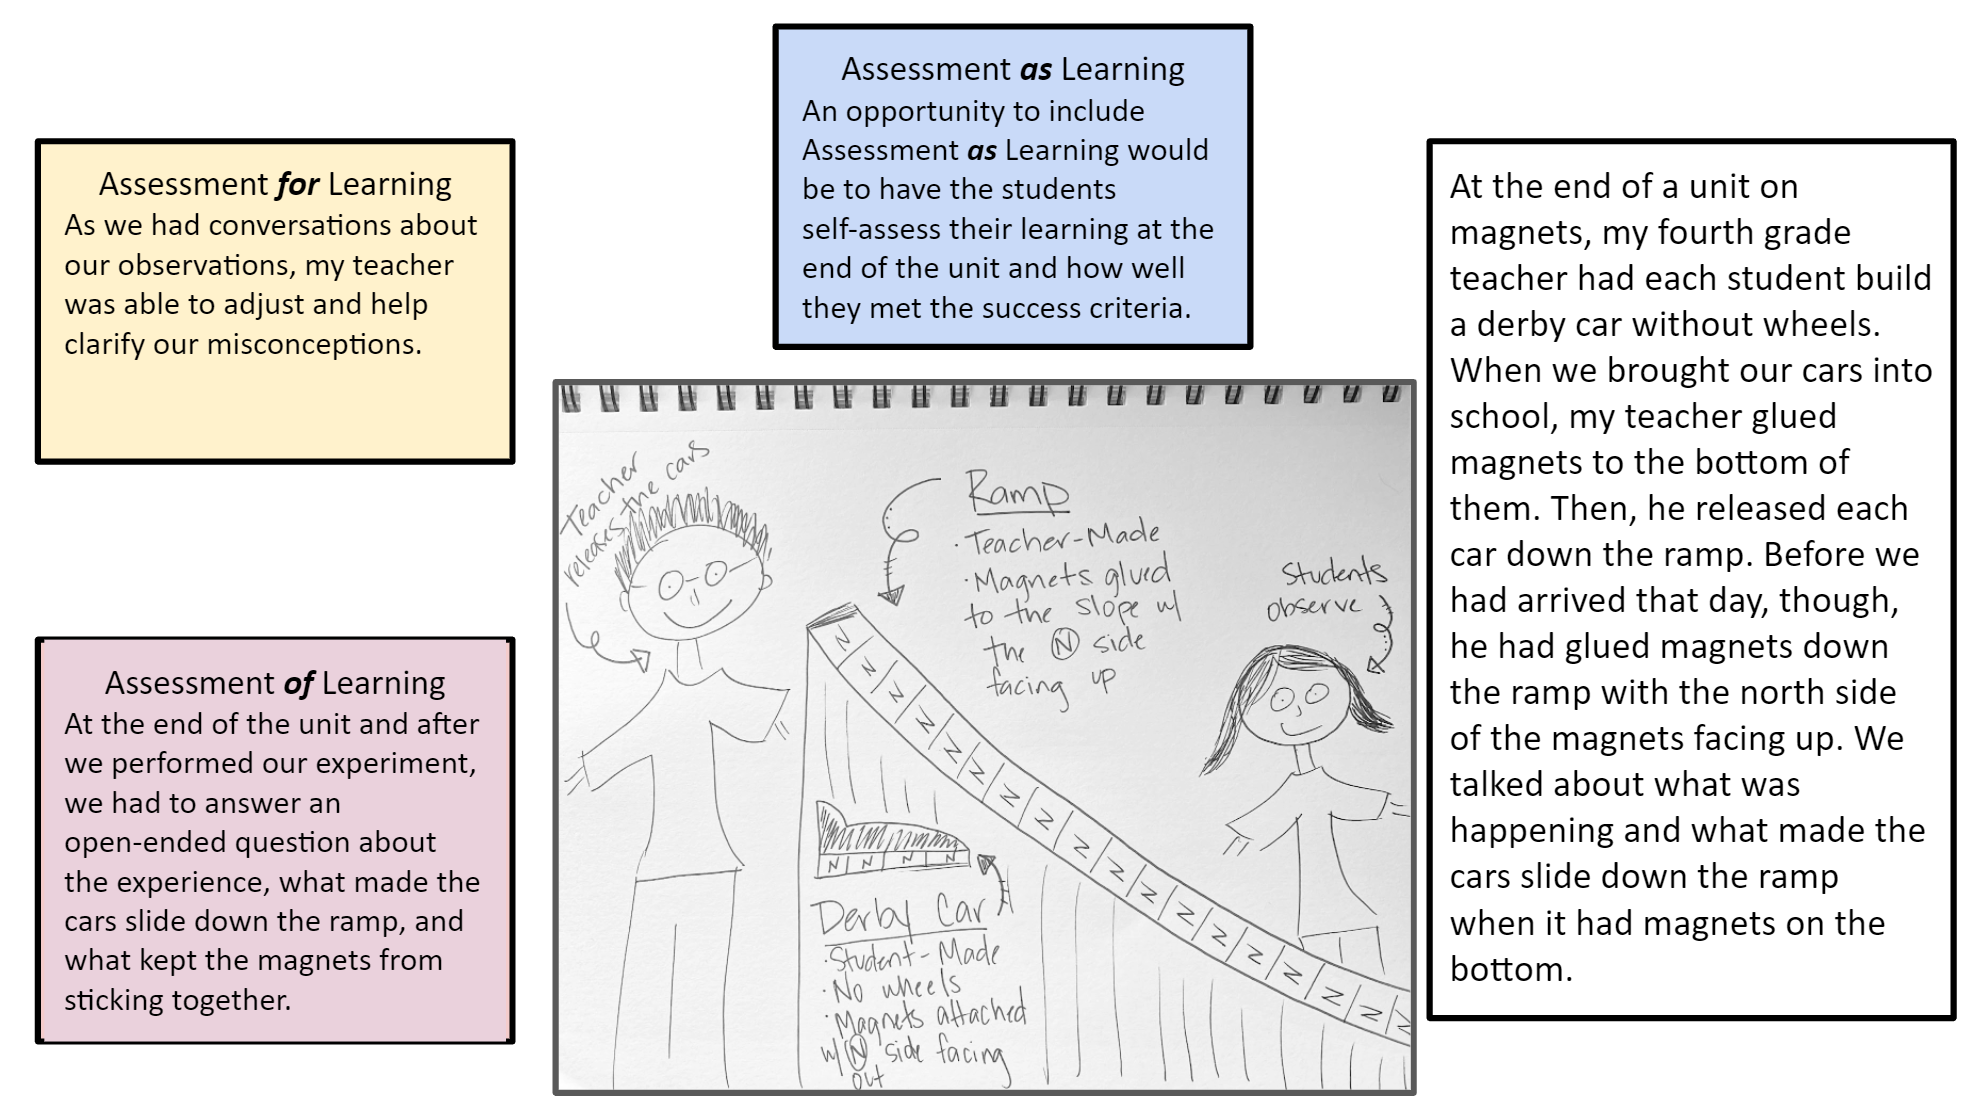 Assessment as Learning
An opportunity to include
Assessment as Learning would
be to have the students
self-assess their learning at the
end of the unit and how well
they met the success criteria.
Assessment for Learning
As we had conversations about
our observations, my teacher
was able to adjust and help
clarify our misconceptions.
Assessment of Learning
At the end of the unit and after
we performed our experiment,
we had to answer an
open-ended question about
the experience, what made the
cars slide down the ramp, and
what kept the magnets from
sticking together.
Teacher
releases the cars
Ramp
· Teacher-Made
· Magnets glued
to the slope w/
the N side
facing up
Students
observe
N N N N N N N N N N N N N N N N N N
N N N N
Derby Car
· Student-Made
· No wheels
· Magnets attached
w/ N side facing
out
At the end of a unit on
magnets, my fourth grade
teacher had each student build
a derby car without wheels.
When we brought our cars into
school, my teacher glued
magnets to the bottom of
them. Then, he released each
car down the ramp. Before we
had arrived that day, though,
he had glued magnets down
the ramp with the north side
of the magnets facing up. We
talked about what was
happening and what made the
cars slide down the ramp
when it had magnets on the
bottom.